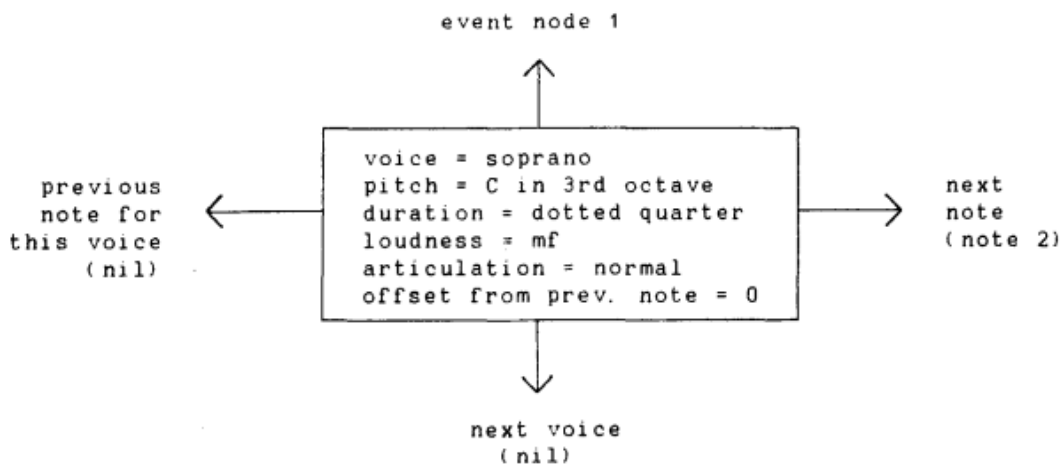 event node 1
voice = soprano
pitch = C in 3rd octave
duration = dotted quarter
loudness = mf
articulation = normal
offset from prev. note = 0
previous
note for
this voice
(nil)
next
note
(note 2)
next voice
(nil)